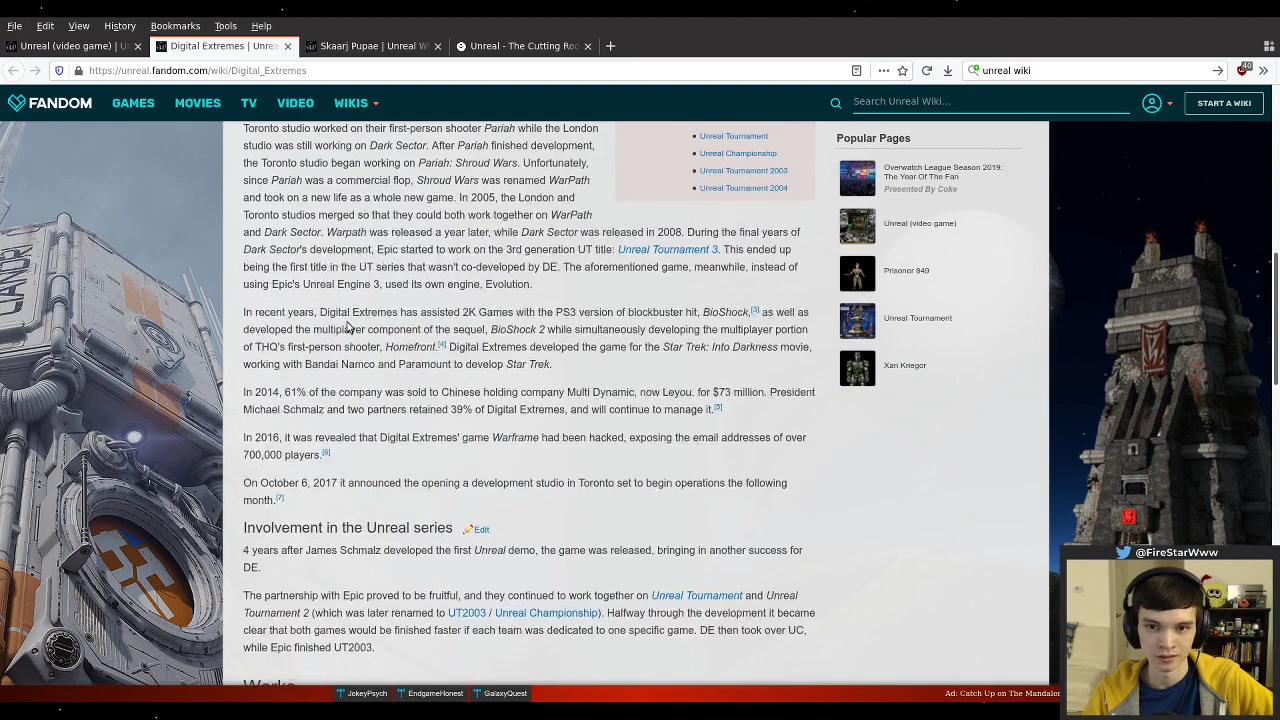 File Edit View History Bookmarks Tools Help
Unreal (video game) | U
Digital Extremes | Unrea
Skaarj Pupae | Unreal W
Unreal - The Cutting Roo
https://unreal.fandom.com/wiki/Digital_Extremes
unreal wiki
40
FANDOM GAMES MOVIES TV VIDEO WIKIS
Search Unreal Wiki...
START A WIKI
Toronto studio worked on their first-person shooter Pariah while the London
studio was still working on Dark Sector. After Pariah finished development,
the Toronto studio began working on Pariah: Shroud Wars. Unfortunately,
since Pariah was a commercial flop, Shroud Wars was renamed WarPath
and took on a new life as a whole new game. In 2005, the London and
Toronto studios merged so that they could both work together on WarPath
and Dark Sector. Warpath was released a year later, while Dark Sector was released in 2008. During the final years of
Dark Sector's development, Epic started to work on the 3rd generation UT title: Unreal Tournament 3. This ended up
being the first title in the UT series that wasn't co-developed by DE. The aforementioned game, meanwhile, instead of
using Epic's Unreal Engine 3, used its own engine, Evolution.
Unreal Tournament
Unreal Championship
Unreal Tournament 2003
Unreal Tournament 2004
In recent years, Digital Extremes has assisted 2K Games with the PS3 version of blockbuster hit, BioShock,[3] as well as
developed the multiplayer component of the sequel, BioShock 2 while simultaneously developing the multiplayer portion
of THQ's first-person shooter, Homefront.[4] Digital Extremes developed the game for the Star Trek: Into Darkness movie,
working with Bandai Namco and Paramount to develop Star Trek.
In 2014, 61% of the company was sold to Chinese holding company Multi Dynamic, now Leyou, for $73 million. President
Michael Schmalz and two partners retained 39% of Digital Extremes, and will continue to manage it.[5]
In 2016, it was revealed that Digital Extremes' game Warframe had been hacked, exposing the email addresses of over
700,000 players.[6]
On October 6, 2017 it announced the opening a development studio in Toronto set to begin operations the following
month.[7]
Involvement in the Unreal series Edit
4 years after James Schmalz developed the first Unreal demo, the game was released, bringing in another success for
DE.
The partnership with Epic proved to be fruitful, and they continued to work together on Unreal Tournament and Unreal
Tournament 2 (which was later renamed to UT2003 / Unreal Championship). Halfway through the development it became
clear that both games would be finished faster if each team was dedicated to one specific game. DE then took over UC,
while Epic finished UT2003.
Works
Popular Pages
Overwatch League Season 2019:
The Year Of The Fan
Presented By Coke
Unreal (video game)
Prisoner 849
Unreal Tournament
Xan Kriegor
@FireStarWww
JokeyPsych
EndgameHonest
GalaxyQuest
Ad: Catch Up on The Mandalor